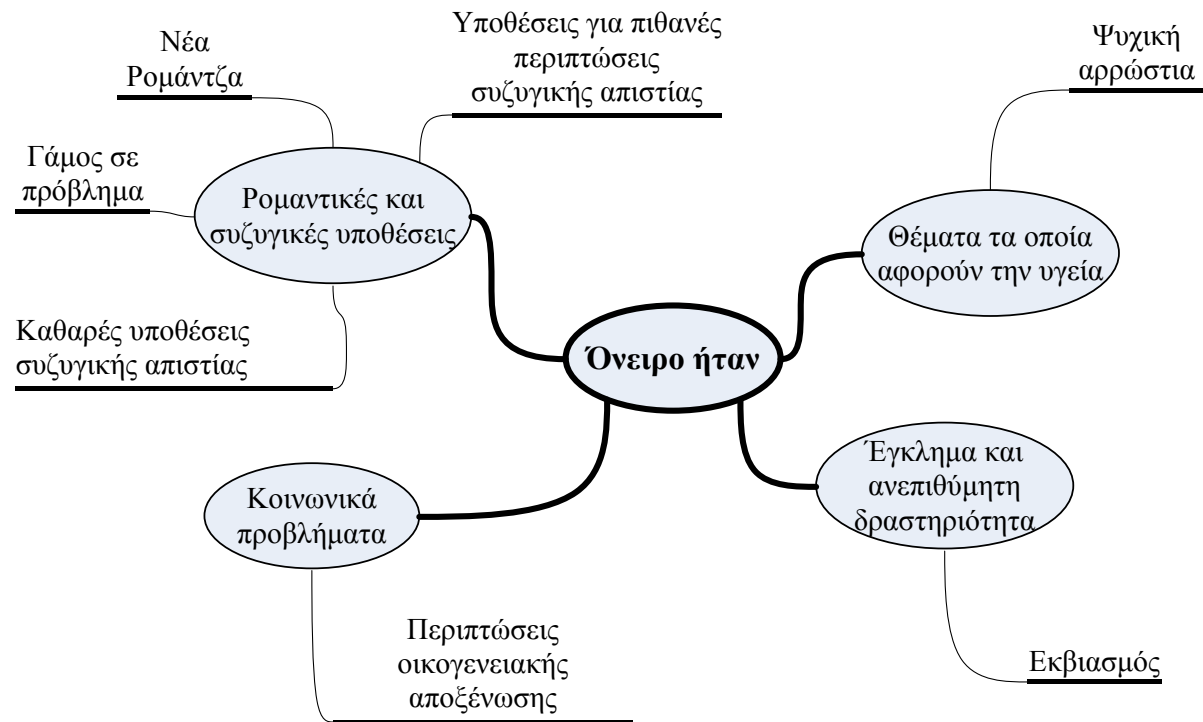 Νέα
Ρομάντζα
Υποθέσεις για πιθανές
περιπτώσεις
συζυγικής απιστίας
Ψυχική
αρρώστια
Γάμος σε
πρόβλημα
Ρομαντικές και
συζυγικές υποθέσεις
Θέματα τα οποία
αφορούν την υγεία
Καθαρές υποθέσεις
συζυγικής απιστίας
Όνειρο ήταν
Κοινωνικά
προβλήματα
Έγκλημα και
ανεπιθύμητη
δραστηριότητα
Περιπτώσεις
οικογενειακής
αποξένωσης
Εκβιασμός